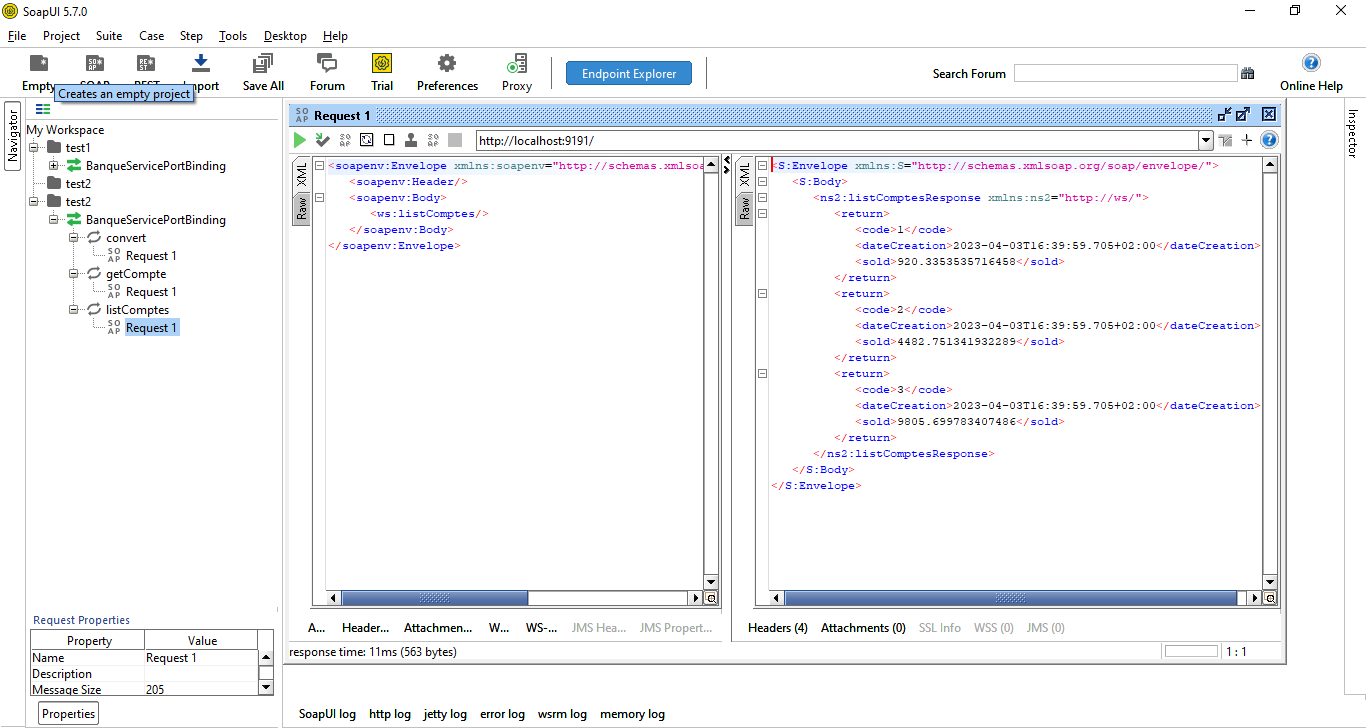 SoapUI 5.7.0
File Project Suite Case Step Tools Desktop Help
Empty SOAP REST Import Save All Forum Trial Preferences Proxy Endpoint Explorer Search Forum Online Help
Creates an empty project
Navigator
My Workspace
test1
BanqueServicePortBinding
test2
test2
BanqueServicePortBinding
convert
SOAP Request 1
getCompte
SOAP Request 1
listComptes
SOAP Request 1
Request Properties
Property Value
Name Request 1
Description
Message Size 205
Properties
SOAP Request 1
http://localhost:9191/
XML
Raw
<soapenv:Envelope xmlns:soapenv="http://schemas.xmlsoa
<soapenv:Header/>
<soapenv:Body>
<ws:listComptes/>
</soapenv:Body>
</soapenv:Envelope>
A... Header... Attachmen... W... WS-... JMS Hea... JMS Propert...
XML
Raw
<S:Envelope xmlns:S="http://schemas.xmlsoap.org/soap/envelope/">
<S:Body>
<ns2:listComptesResponse xmlns:ns2="http://ws/">
<return>
<code>1</code>
<dateCreation>2023-04-03T16:39:59.705+02:00</dateCreation>
<sold>920.3353535716458</sold>
</return>
<return>
<code>2</code>
<dateCreation>2023-04-03T16:39:59.705+02:00</dateCreation>
<sold>4482.751341932289</sold>
</return>
<return>
<code>3</code>
<dateCreation>2023-04-03T16:39:59.705+02:00</dateCreation>
<sold>9805.699783407486</sold>
</return>
</ns2:listComptesResponse>
</S:Body>
</S:Envelope>
Headers (4) Attachments (0) SSL Info WSS (0) JMS (0)
response time: 11ms (563 bytes) 1 : 1
Inspector
SoapUI log http log jetty log error log wsrm log memory log